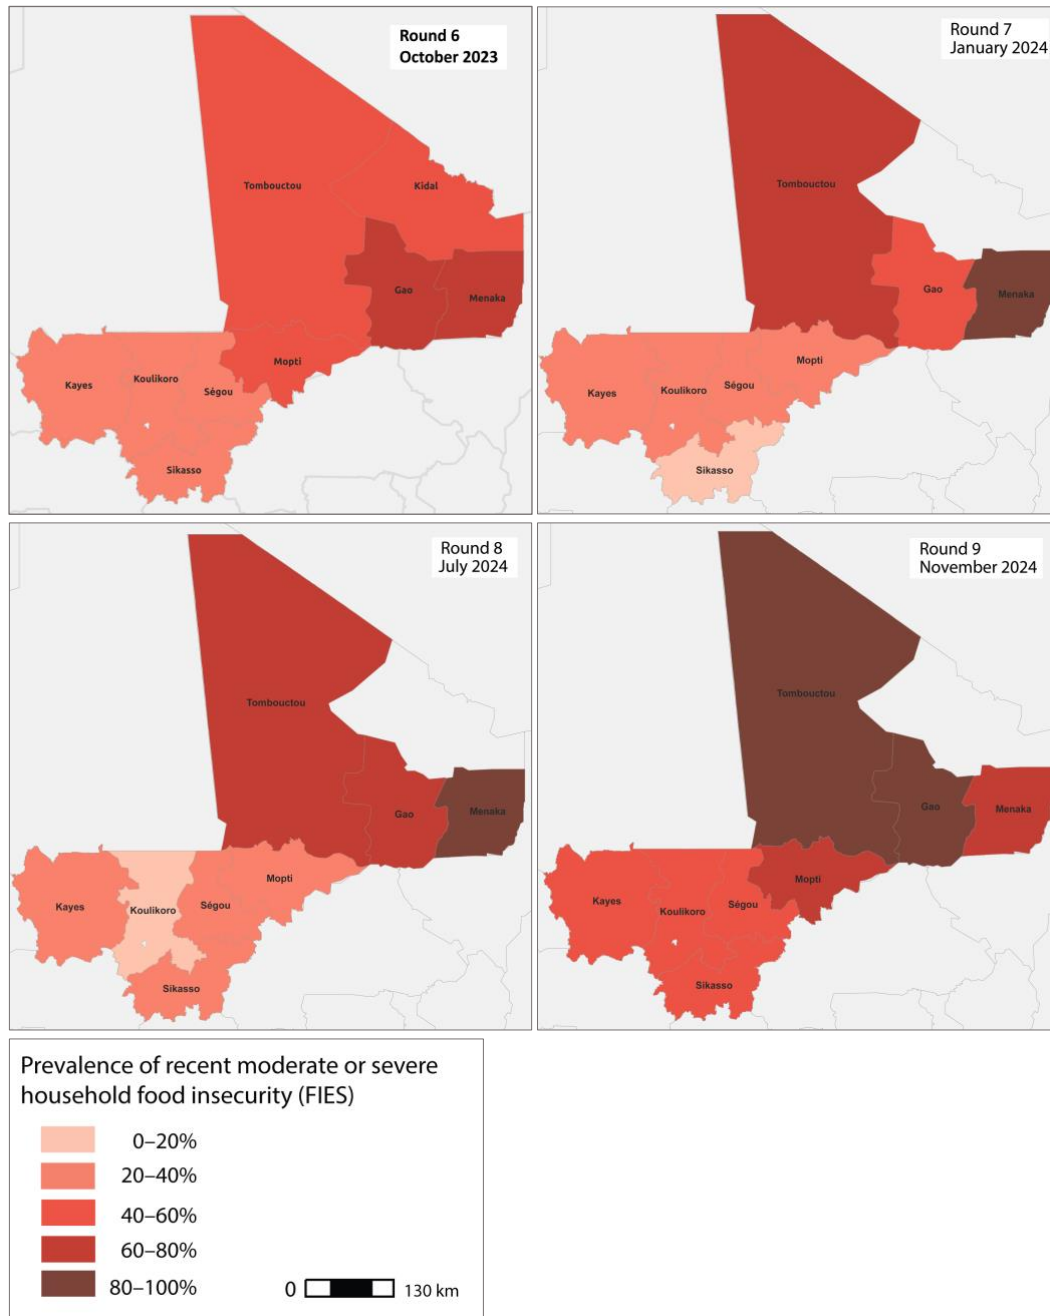 Round 6
October 2023
Tombouctou
Kidal
Gao
Menaka
Mopti
Kayes
Koulikoro
Ségou
Sikasso
Round 7
January 2024
Tombouctou
Gao
Menaka
Mopti
Kayes
Koulikoro
Ségou
Sikasso
Round 8
July 2024
Tombouctou
Gao
Menaka
Mopti
Kayes
Koulikoro
Ségou
Sikasso
Round 9
November 2024
Tombouctou
Gao
Menaka
Mopti
Kayes
Koulikoro
Ségou
Sikasso
Prevalence of recent moderate or severe
household food insecurity (FIES)
0–20%
20–40%
40–60%
60–80%
80–100%
0 130 km